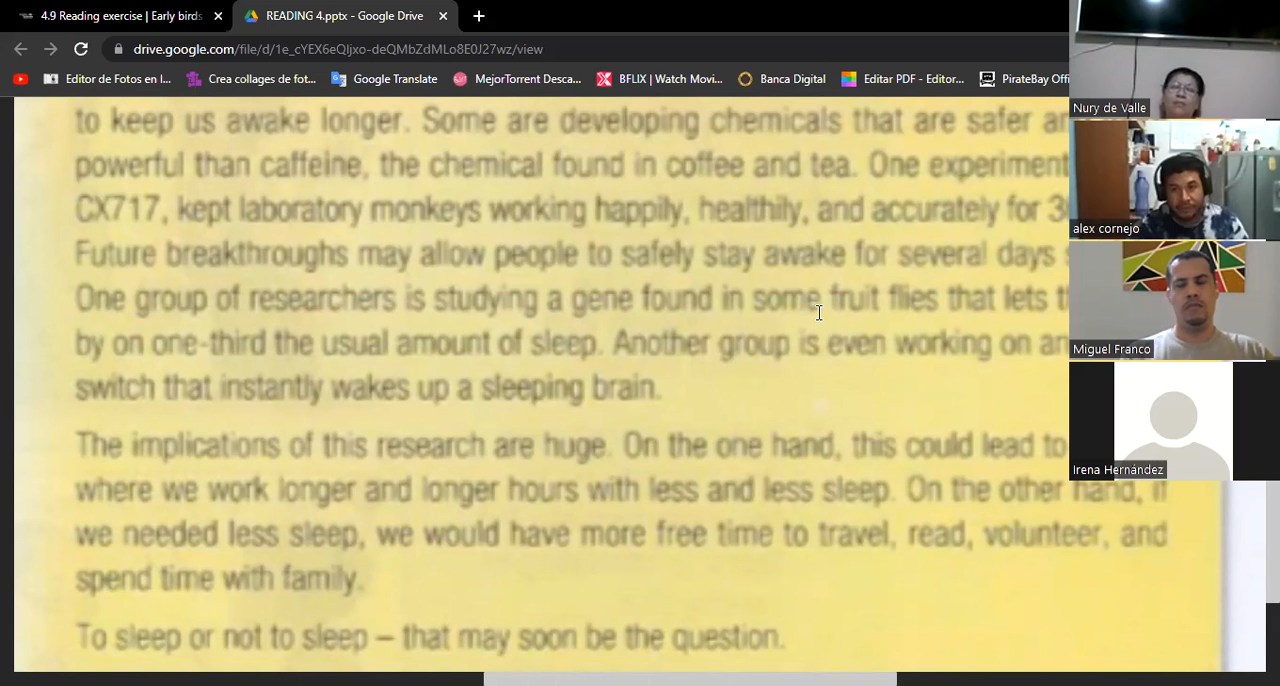 4.9 Reading exercise | Early birds
READING 4.pptx - Google Drive
drive.google.com/file/d/1e_cYEX6eQIjxo-deQMbZdMLo8E0J27wz/view
Editor de Fotos en l...
Crea collages de fot...
Google Translate
MejorTorrent Desca...
BFLIX | Watch Movi...
Banca Digital
Editar PDF - Editor...
PirateBay Ofi
to keep us awake longer. Some are developing chemicals that are safer
powerful than caffeine, the chemical found in coffee and tea. One experiment
CX717, kept laboratory monkeys working happily, healthily, and accurately for
Future breakthroughs may allow people to safely stay awake for several days
One group of researchers is studying a gene found in some fruit flies that lets
by on one-third the usual amount of sleep. Another group is even working on
switch that instantly wakes up a sleeping brain.
The implications of this research are huge. On the one hand, this could lead to
where we work longer and longer hours with less and less sleep. On the other hand, if
we needed less sleep, we would have more free time to travel, read, volunteer, and
spend time with family.
To sleep or not to sleep – that may soon be the question.
Nury de Valle
alex cornejo
Miguel Franco
Irena Hernández